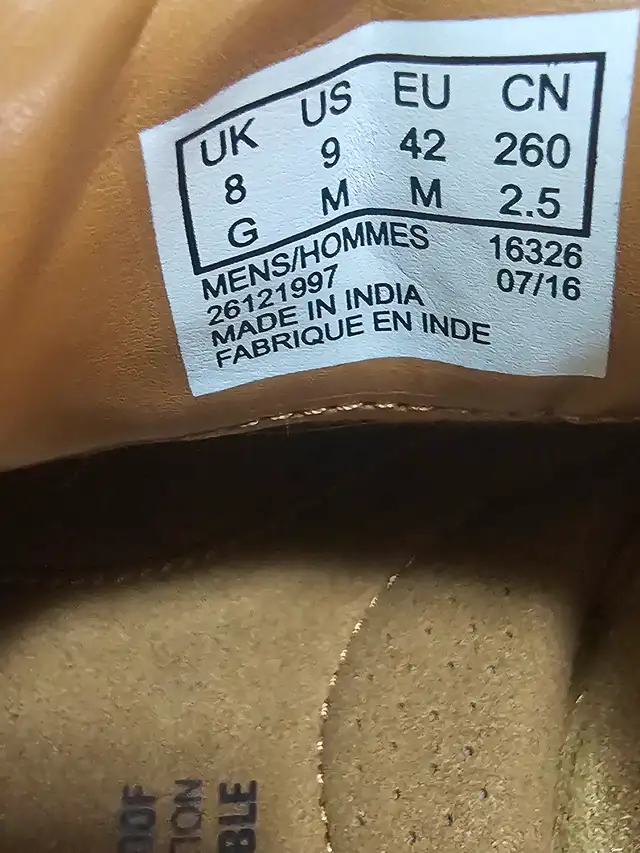 UK US EU CN
8 9 42 260
G M M 2.5
MENS/HOMMES 16326
26121997 07/16
MADE IN INDIA
FABRIQUE EN INDE